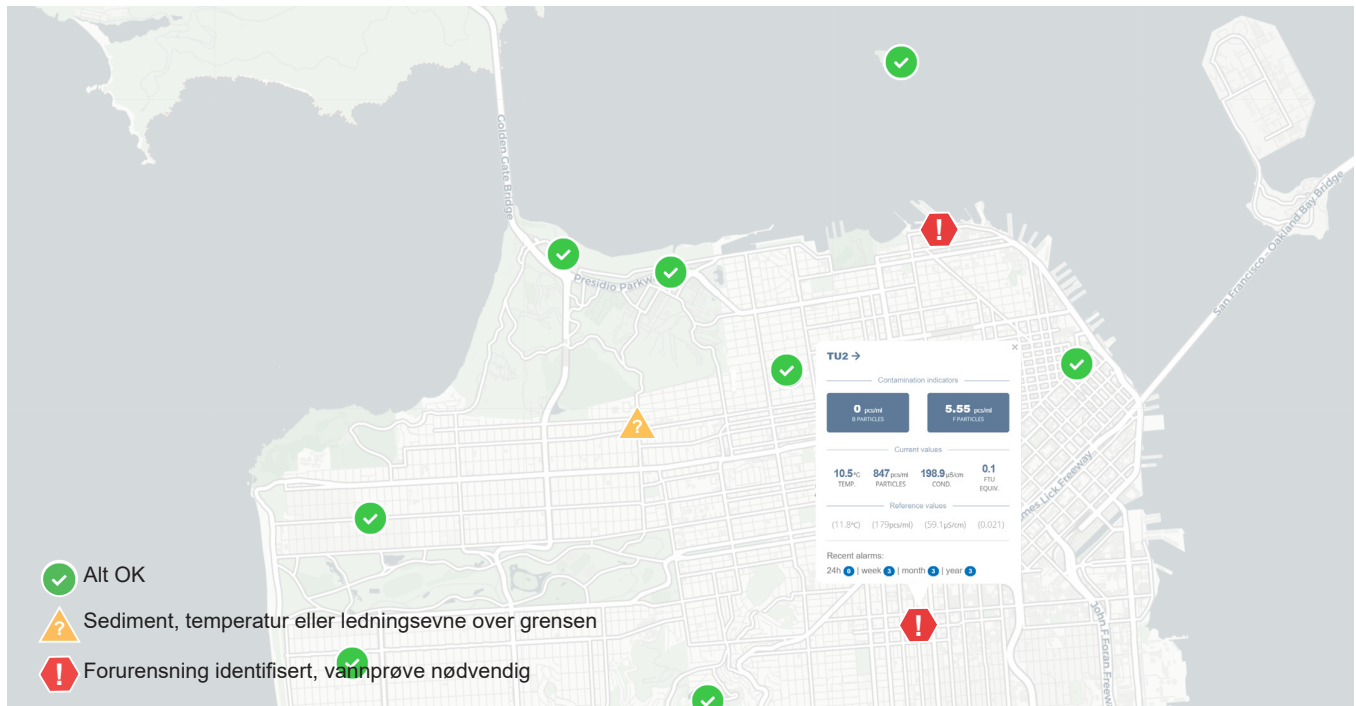 Golden Gate Bridge
!
San Francisco - Oakland Bay Bridge
Presidio Parkw
TU2 →
×
Contamination indicators
0 pcs/ml
B PARTICLES
5.55 pcs/ml
F PARTICLES
?
Current values
10.5°C
TEMP.
847 pcs/ml
PARTICLES
198.9 µS/cm
COND.
0.1
FTU
EQUIV.
Reference values
(11.8°C) (179pcs/ml) (59.1µS/cm) (0.021)
Recent alarms:
24h 0 | week 3 | month 3 | year 3
mes Lick Freeway
John F Foran Freew
!
Alt OK
? Sediment, temperatur eller ledningsevne over grensen
! Forurensning identifisert, vannprøve nødvendig